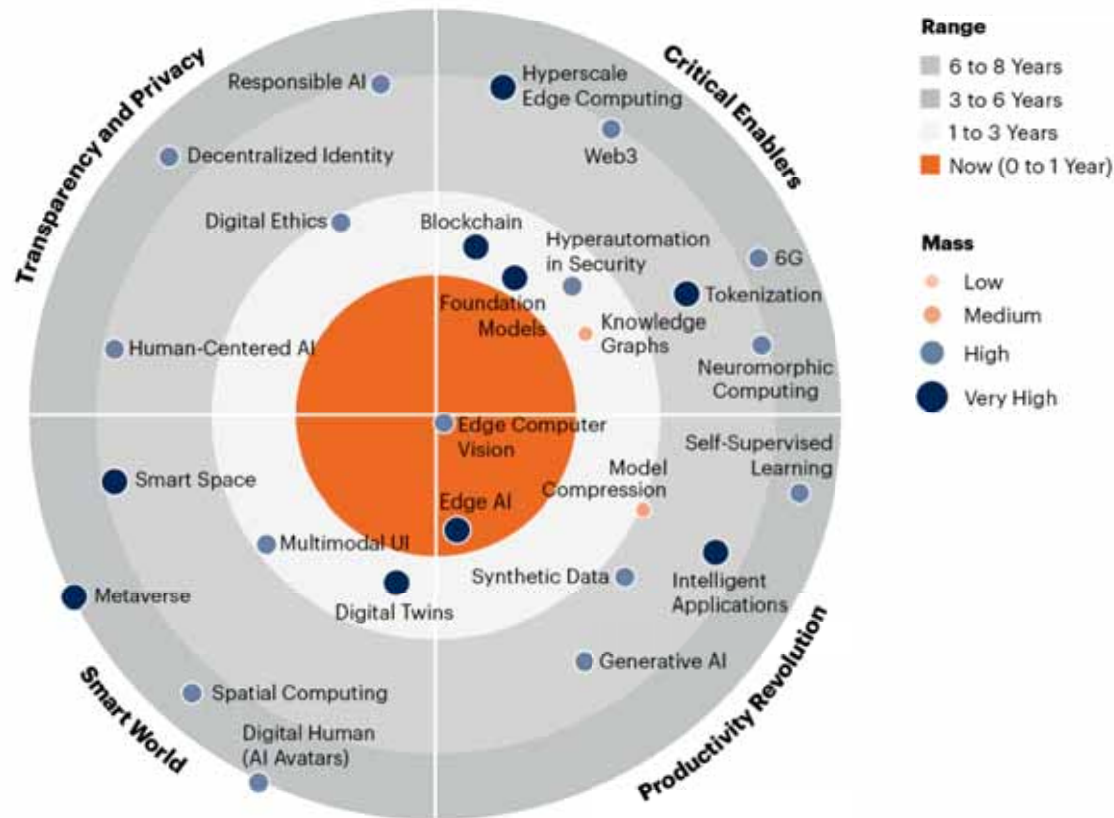 Transparency and Privacy
Critical Enablers
Responsible AI
Hyperscale
Edge Computing
Web3
Decentralized Identity
Digital Ethics
Blockchain
Hyperautomation
in Security
6G
Foundation
Models
Tokenization
Knowledge
Graphs
Human-Centered AI
Neuromorphic
Computing
Edge Computer
Vision
Self-Supervised
Learning
Smart Space
Model
Compression
Edge AI
Multimodal UI
Synthetic Data
Intelligent
Applications
Metaverse
Digital Twins
Generative AI
Spatial Computing
Digital Human
(AI Avatars)
Smart World
Productivity Revolution
Range
6 to 8 Years
3 to 6 Years
1 to 3 Years
Now (0 to 1 Year)
Mass
Low
Medium
High
Very High